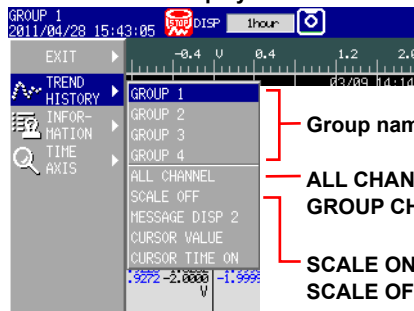 GROUP 1
2011/04/28 15:43:05 STOP DISP 1hour
EXIT
-0.4 V 0.4 1.2 2.0
TREND HISTORY
03/09 14:14
INFOR-MATION
TIME AXIS
GROUP 1
GROUP 2
GROUP 3
GROUP 4
ALL CHANNEL
SCALE OFF
MESSAGE DISP 2
CURSOR VALUE
CURSOR TIME ON
.9272 -2.0000 -1.9999
V
Group nam
ALL CHAN
GROUP CH
SCALE ON
SCALE OF